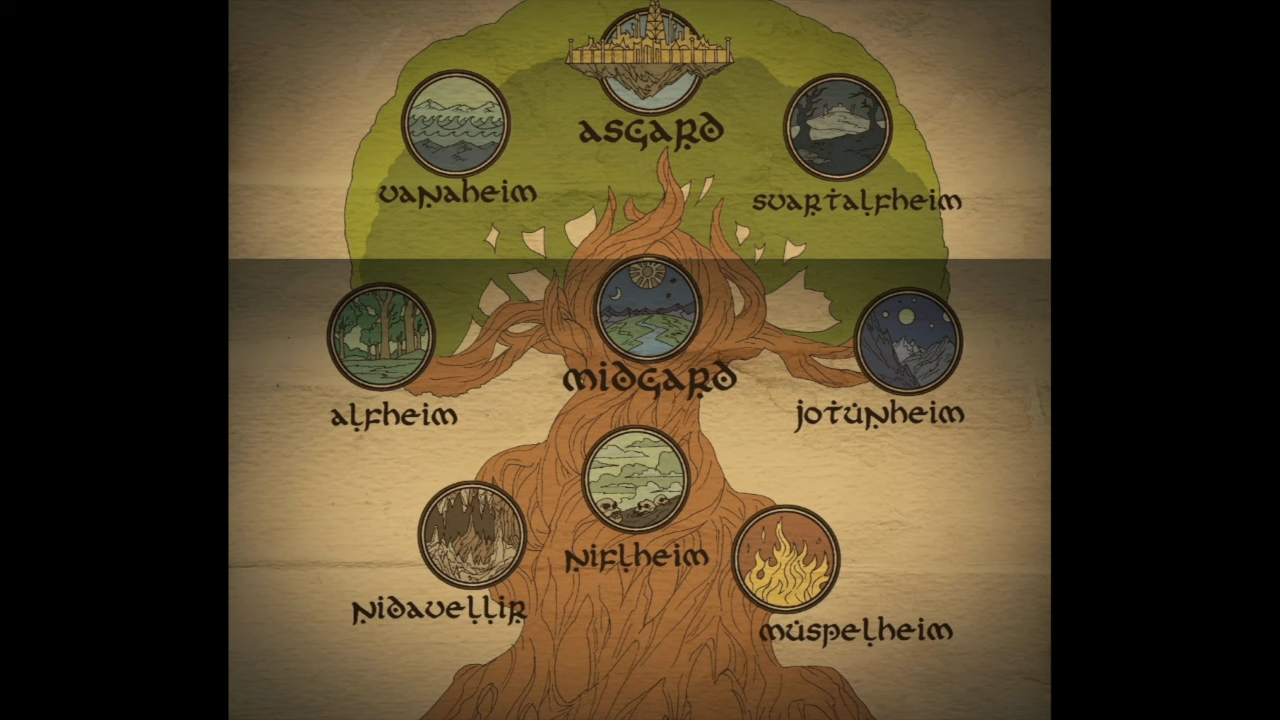 asgard
vanaheim
svartalfheim
midgard
alfheim
jotunheim
niflheim
nidavellir
muspelheim